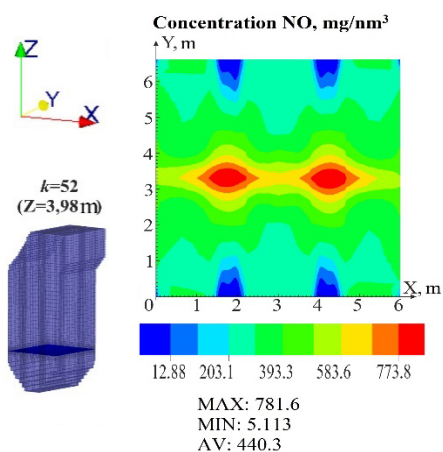 Concentration NO, mg/nm³
Z
Y
X
k=52
(Z=3,98m)
Y, m
6
5
4
3
2
1
0
0 1 2 3 4 5 6
X, m
12.88 203.1 393.3 583.6 773.8
MAX: 781.6
MIN: 5.113
AV: 440.3